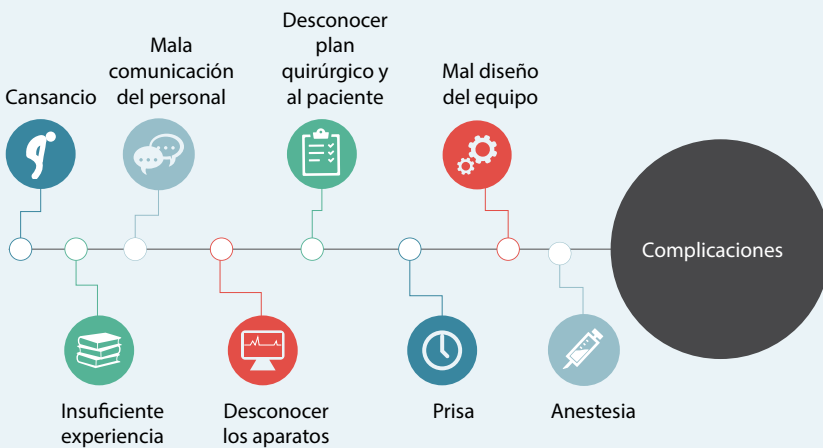 Cansancio
Mala
comunicación
del personal
Desconocer
plan
quirúrgico y
al paciente
Mal diseño
del equipo
Complicaciones
Insuficiente
experiencia
Desconocer
los aparatos
Prisa
Anestesia